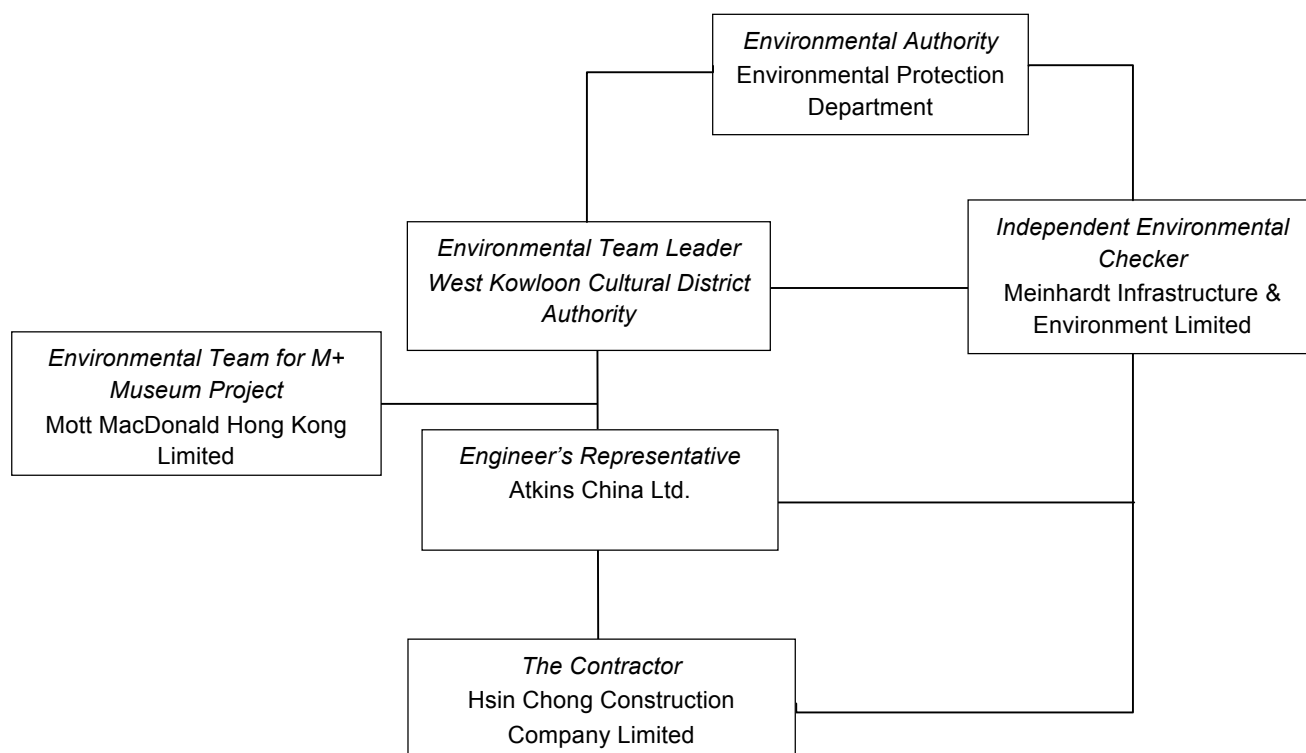 Environmental Authority
Environmental Protection
Department
Environmental Team Leader
West Kowloon Cultural District
Authority
Independent Environmental
Checker
Meinhardt Infrastructure &
Environment Limited
Environmental Team for M+
Museum Project
Mott MacDonald Hong Kong
Limited
Engineer’s Representative
Atkins China Ltd.
The Contractor
Hsin Chong Construction
Company Limited